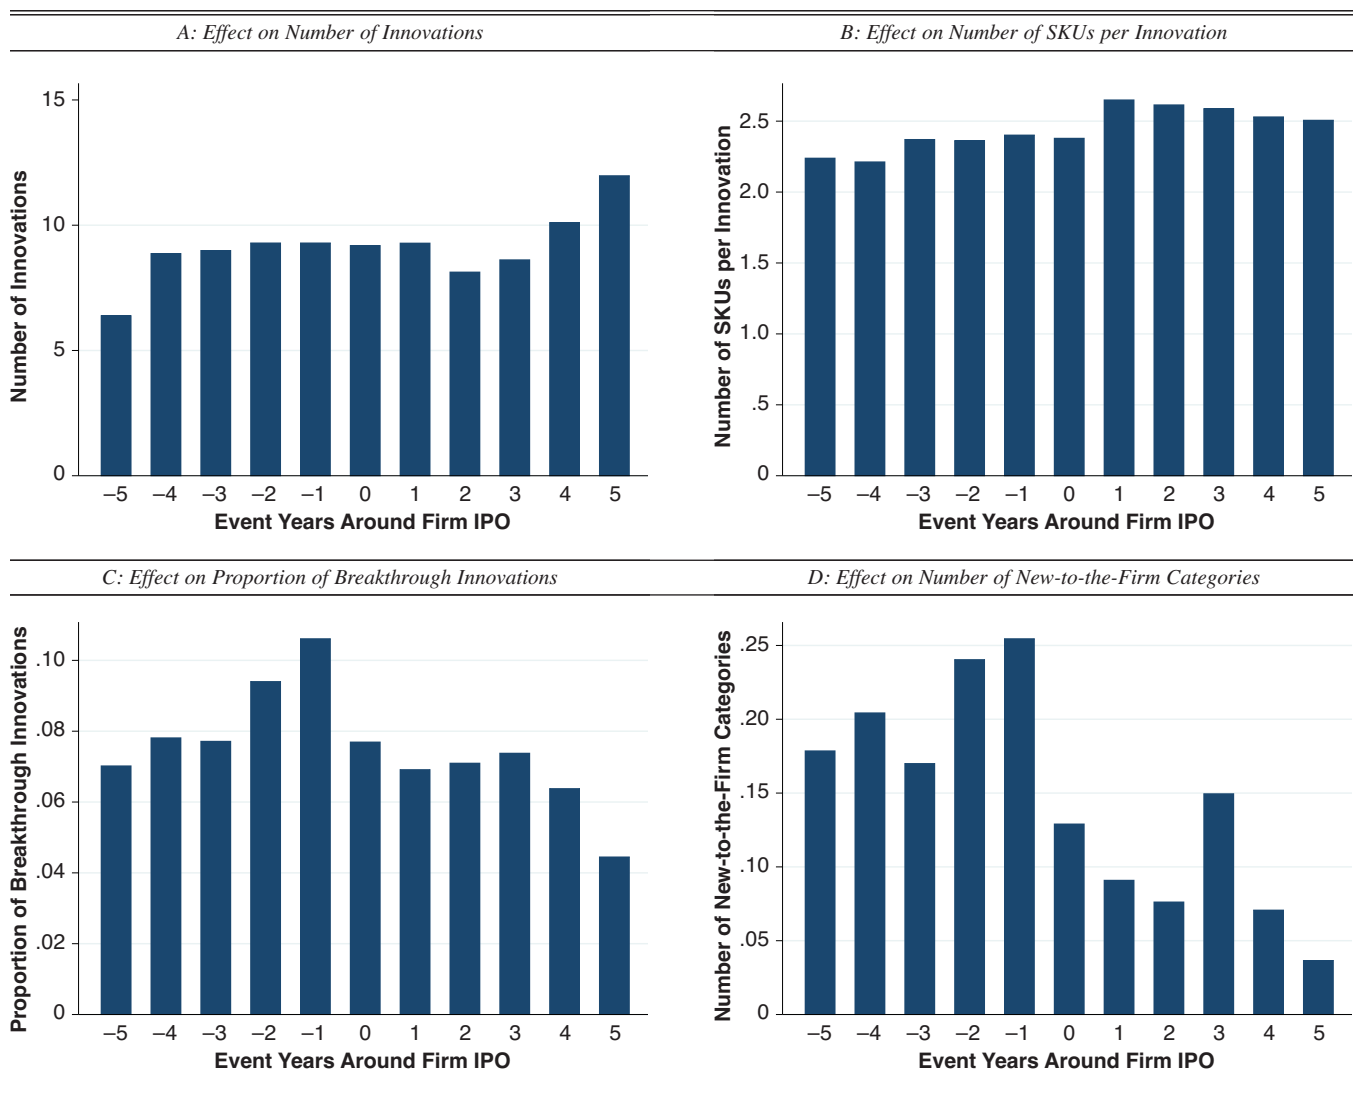 A: Effect on Number of Innovations
Number of Innovations
15
10
5
0
–5 –4 –3 –2 –1 0 1 2 3 4 5
Event Years Around Firm IPO
B: Effect on Number of SKUs per Innovation
Number of SKUs per Innovation
2.5
2.0
1.5
1.0
.5
0
–5 –4 –3 –2 –1 0 1 2 3 4 5
Event Years Around Firm IPO
C: Effect on Proportion of Breakthrough Innovations
Proportion of Breakthrough Innovations
.10
.08
.06
.04
.02
0
–5 –4 –3 –2 –1 0 1 2 3 4 5
Event Years Around Firm IPO
D: Effect on Number of New-to-the-Firm Categories
Number of New-to-the-Firm Categories
.25
.20
.15
.10
.05
0
–5 –4 –3 –2 –1 0 1 2 3 4 5
Event Years Around Firm IPO